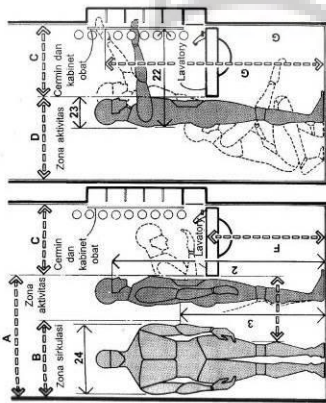 A
B
C
Zona sirkulasi
Zona aktivitas
Cermin dan
kabinet
obat
24
Lavatory
2
F
3
D
C
Zona aktivitas
Cermin dan
kabinet
obat
23
22
Lavatory
G
G